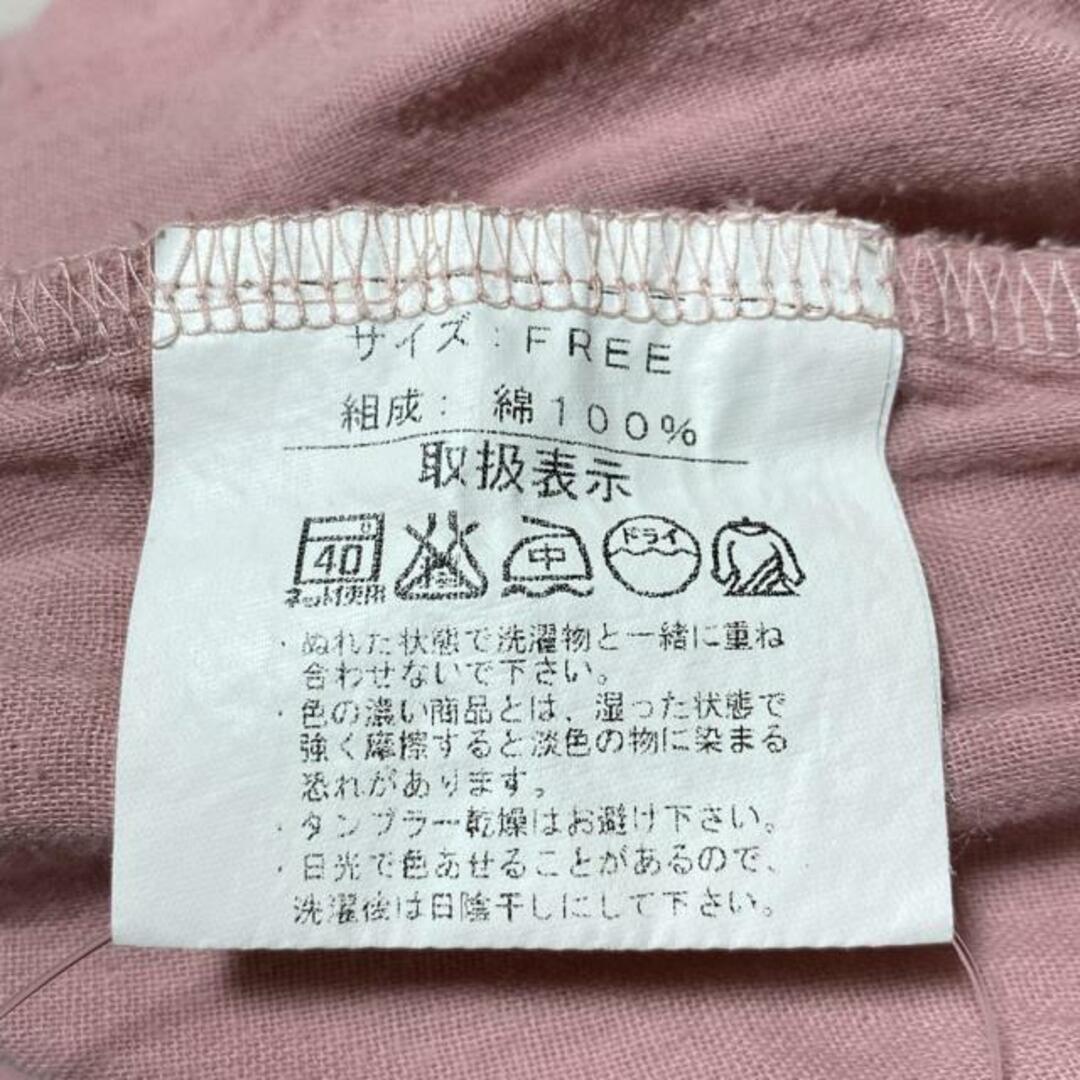 サイズ：FREE
組成：綿100%
取扱表示
40 中 ドライ
ネット使用
・ぬれた状態で洗濯物と一緒に重ね
合わせないで下さい。
・色の濃い商品とは、湿った状態で
強く摩擦すると淡色の物に染まる
恐れがあります。
・タンブラー乾燥はお避け下さい。
・日光で色あせることがあるので、
洗濯後は日陰干しにして下さい。